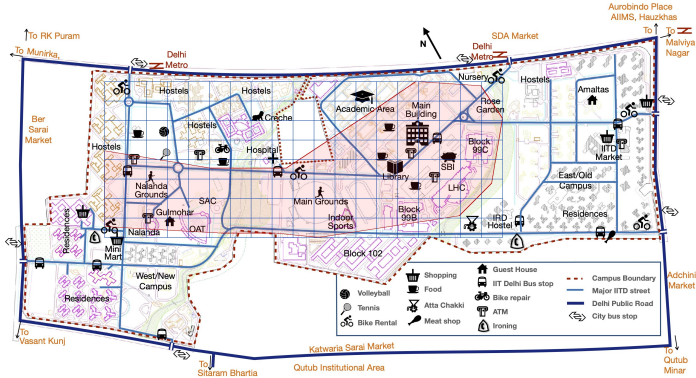 Aurobindo Place
AIIMS, Hauzkhas
To RK Puram
To Munirka,
Delhi
Metro
Delhi
Metro
SDA Market
To
To
Malviya
Nagar
N
Hostels
Hostels
Hostels
Hostels
Creche
Hospital
Academic Area
Main
Building
Nursery
Rose
Garden
Hostels
Amaltas
IITD
Market
Ber
Sarai
Market
Nalanda
Grounds
SAC
Main Grounds
Library
SBI
Block
99C
LHC
East/Old
Campus
Residences
Gulmohar
Nalanda
OAT
Indoor
Sports
Block
99B
IRD
Hostel
Residences
Mini
Mart
Block 102
West/New
Campus
Residences
Adchini
Market
Volleyball
Tennis
Bike Rental
Shopping
Food
Atta Chakki
Meat shop
Guest House
IIT Delhi Bus stop
Bike repair
ATM
Ironing
Campus Boundary
Major IITD street
Delhi Public Road
City bus stop
To
Vasant Kunj
To
Sitaram Bhartia
Katwaria Sarai Market
Qutub Institutional Area
To
Qutub
Minar